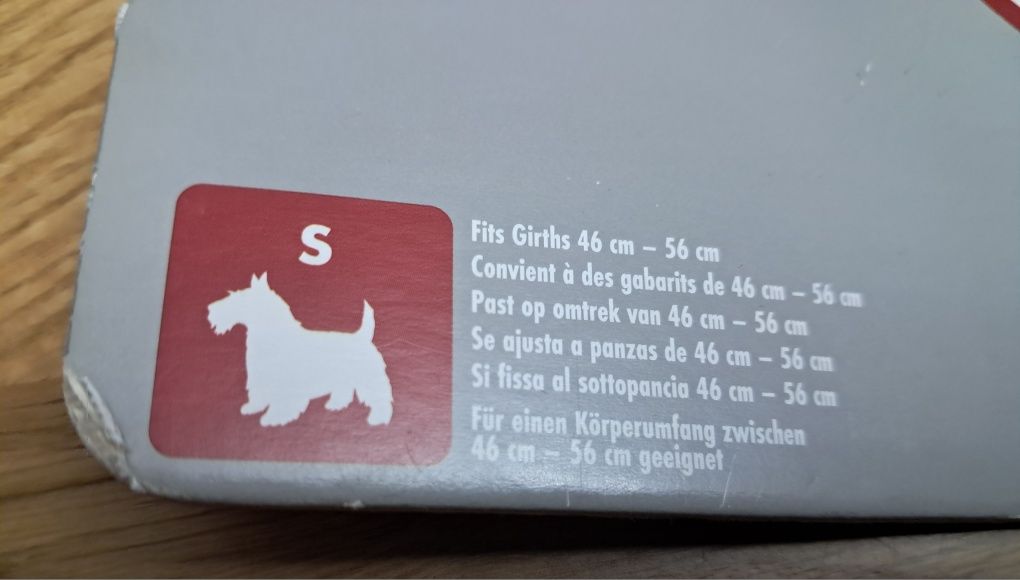 S
Fits Girths 46 cm – 56 cm
Convient à des gabarits de 46 cm – 56 cm
Past op omtrek van 46 cm – 56 cm
Se ajusta a panzas de 46 cm – 56 cm
Si fissa al sottopancia 46 cm – 56 cm
Für einen Körperumfang zwischen
46 cm – 56 cm geeignet